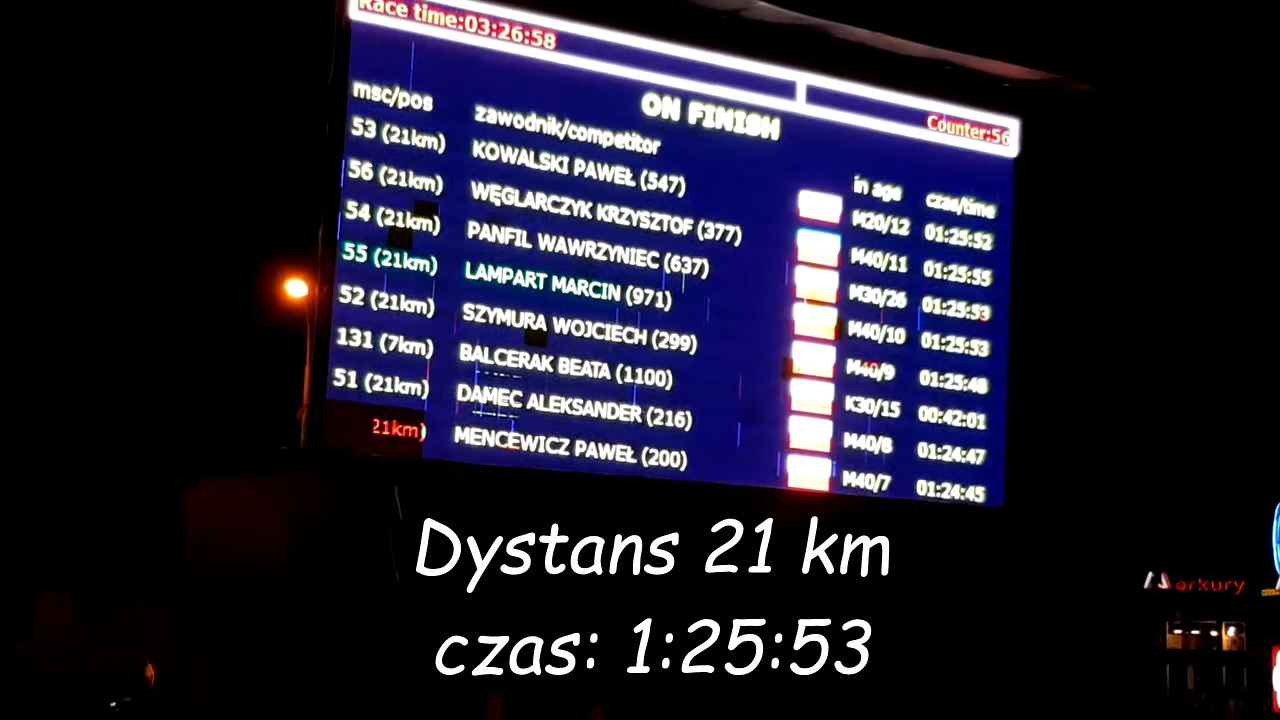 Race time:03:26:58
ON FINISH
Counter:56
msc/pos zawodnik/competitor in age czas/time
53 (21km) KOWALSKI PAWEŁ (547) M20/12 01:25:52
56 (21km) WĘGLARCZYK KRZYSZTOF (377) M40/11 01:25:55
54 (21km) PANFIL WAWRZYNIEC (637) M30/26 01:25:53
55 (21km) LAMPART MARCIN (971) M40/10 01:25:53
52 (21km) SZYMURA WOJCIECH (299) M40/9 01:25:48
131 (7km) BALCERAK BEATA (1100) K30/15 00:42:01
51 (21km) DAMEC ALEKSANDER (216) M40/8 01:24:47
21km) MENCEWICZ PAWEŁ (200) M40/7 01:24:45
Dystans 21 km
czas: 1:25:53
Merkury